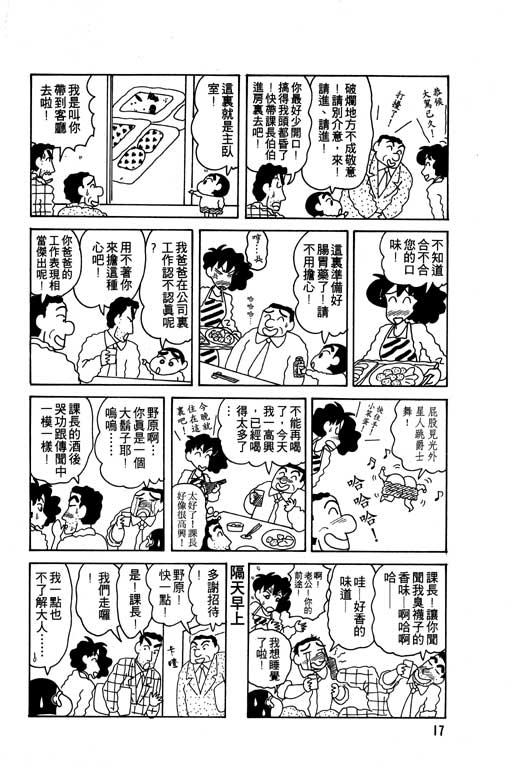 恭候
大駕已久！
打擾了！
破爛地方不成敬意
！請別介意，來！
請進、請進！
你最好少開口！
搞得我頭都昏了
！快帶課長伯伯
進房裏去吧！
這裏就是主臥
室！
我是叫你
帶到客廳
去啦！
不知道
合不合
您的口
味！
這裏準備好
腸胃藥了！請
不用擔心！
哈哈哈
課長
我爸爸在公司裏
工作認不認真呢
？
用不著你
來擔這種
心吧！
你爸爸的
工作表現相
當傑出呢！
屁股見光外
星人跳爵士
舞！
快住手！
小笨蛋！
哈哈哈！
不能再喝
了，今天
我一高興
，已經喝
得太多了
…
今晚就
住在這
裏吧！
太好了！課長
好像很高興！
野原啊…
你真是一個
大鬍子耶！
嗚嗚……
課長的酒後
哭功跟傳聞中
一模一樣！
課長！讓你聞
聞我臭襪子的
香味！啊哈啊
哈…
哇—好香的
味道
啊！
老公！你的
前途！
我想睡覺
了啦！
隔天早上
多謝招待
！
野原！
快一點！
卡嚓
是！課長！
我們走囉
！
我一點也
不了解大人……
17